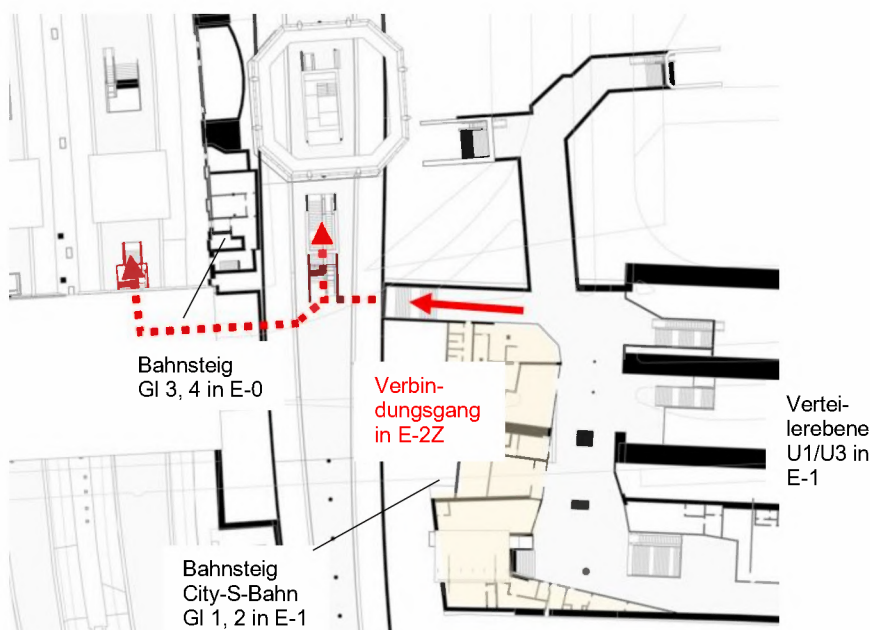 Bahnsteig
Gl 3, 4 in E-0
Verbin-
dungsgang
in E-2Z
Vertei-
lerebene
U1/U3 in
E-1
Bahnsteig
City-S-Bahn
Gl 1, 2 in E-1